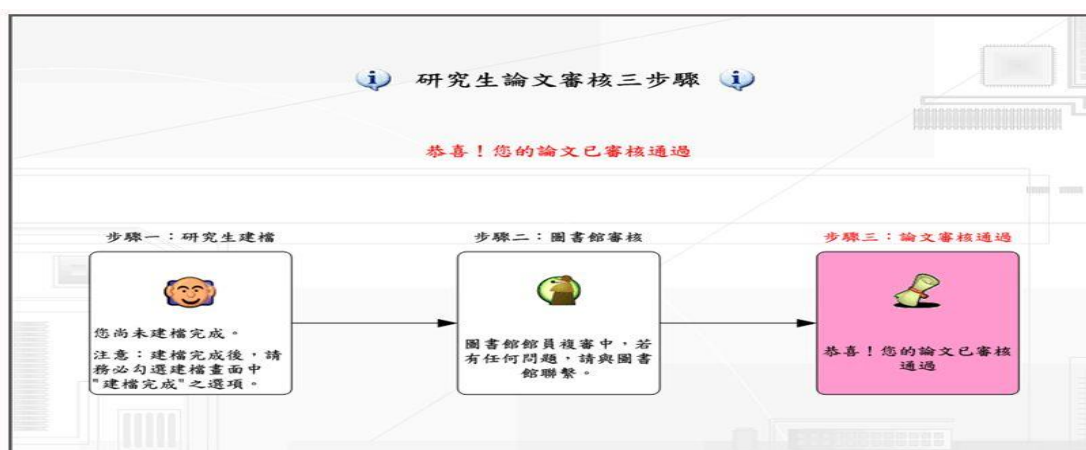 研究生論文審核三步驟
恭喜！您的論文已審核通過
步驟一：研究生建檔
您尚未建檔完成。
注意：建檔完成後，請
務必勾選建檔畫面中
"建檔完成"之選項。
步驟二：圖書館審核
圖書館館員複審中，若
有任何問題，請與圖書
館聯繫。
步驟三：論文審核通過
恭喜！您的論文已審核
通過